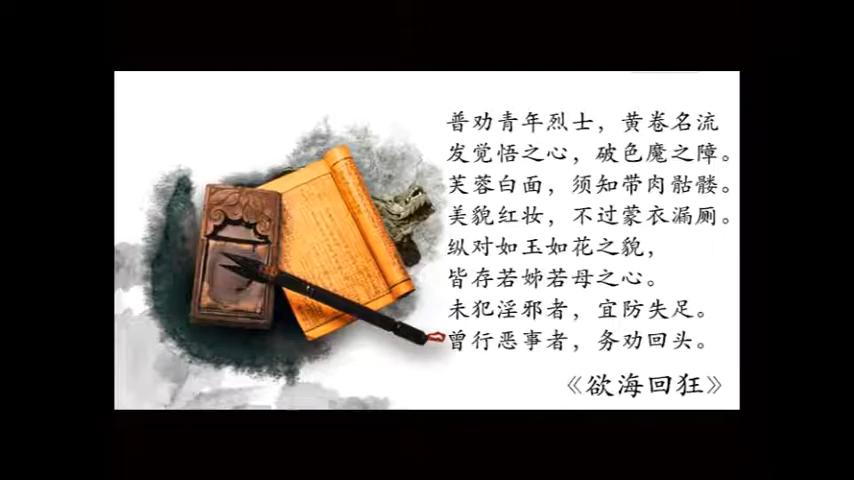 普劝青年烈士，黄卷名流
发觉悟之心，破色魔之障。
芙蓉白面，须知带肉骷髅。
美貌红妆，不过蒙衣漏厕。
纵对如玉如花之貌，
皆存若姊若母之心。
未犯淫邪者，宜防失足。
曾行恶事者，务劝回头。
《欲海回狂》